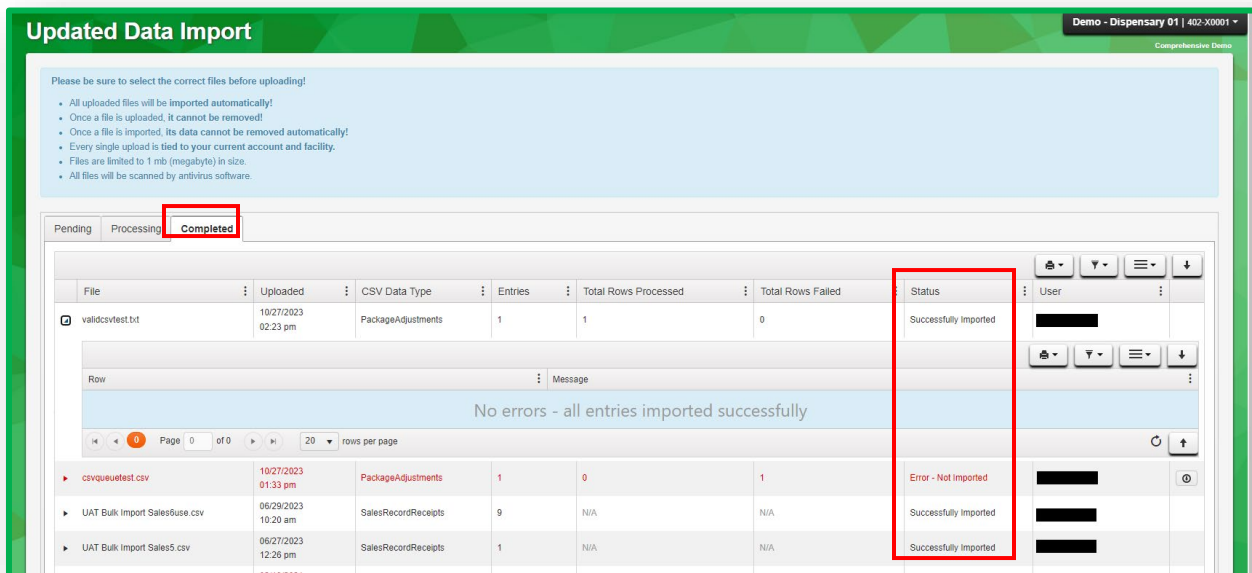 Updated Data Import
Demo - Dispensary 01 | 402-X0001
Comprehensive Demo
Please be sure to select the correct files before uploading!
All uploaded files will be imported automatically!
Once a file is uploaded, it cannot be removed!
Once a file is imported, its data cannot be removed automatically!
Every single upload is tied to your current account and facility.
Files are limited to 1 mb (megabyte) in size.
All files will be scanned by antivirus software.
Pending Processing Completed
File Uploaded CSV Data Type Entries Total Rows Processed Total Rows Failed Status User
validcsvtest.txt 10/27/2023 02:23 pm PackageAdjustments 1 1 0 Successfully Imported
Row Message
No errors - all entries imported successfully
0 Page 0 of 0 20 rows per page
csvqueuetest.csv 10/27/2023 01:33 pm PackageAdjustments 1 0 1 Error - Not Imported
UAT Bulk Import Sales6use.csv 06/29/2023 10:20 am SalesRecordReceipts 9 N/A N/A Successfully Imported
UAT Bulk Import Sales5.csv 06/27/2023 12:26 pm SalesRecordReceipts 1 N/A N/A Successfully Imported